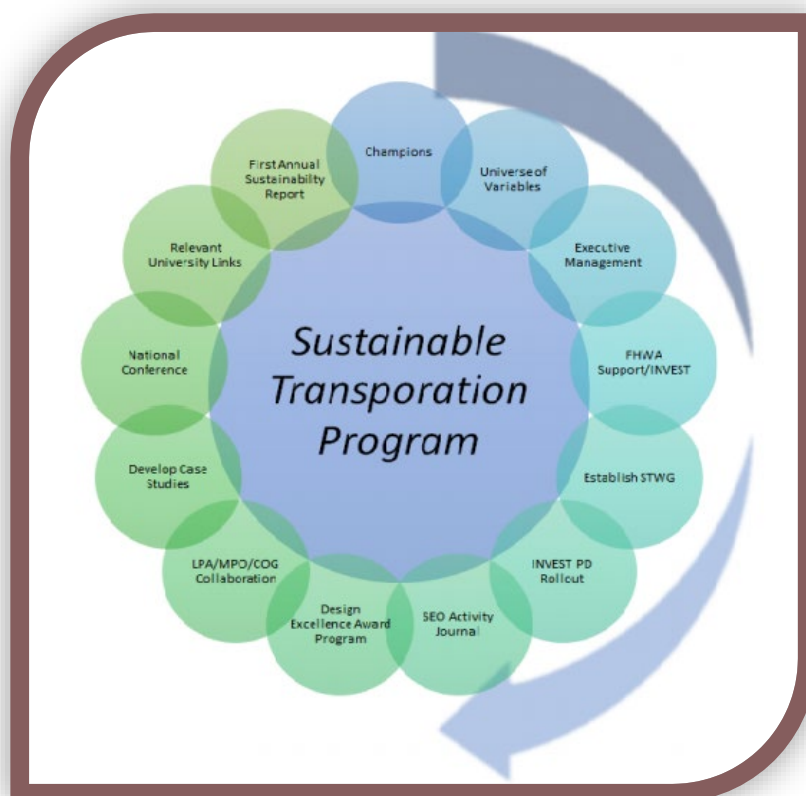 Champions
Universe of
Variables
Executive
Management
FHWA
Support/INVEST
Establish STWG
INVEST PD
Rollout
SEO Activity
Journal
Design
Excellence Award
Program
LPA/MPO/COG
Collaboration
Develop Case
Studies
National
Conference
Relevant
University Links
First Annual
Sustainability
Report
Sustainable
Transporation
Program